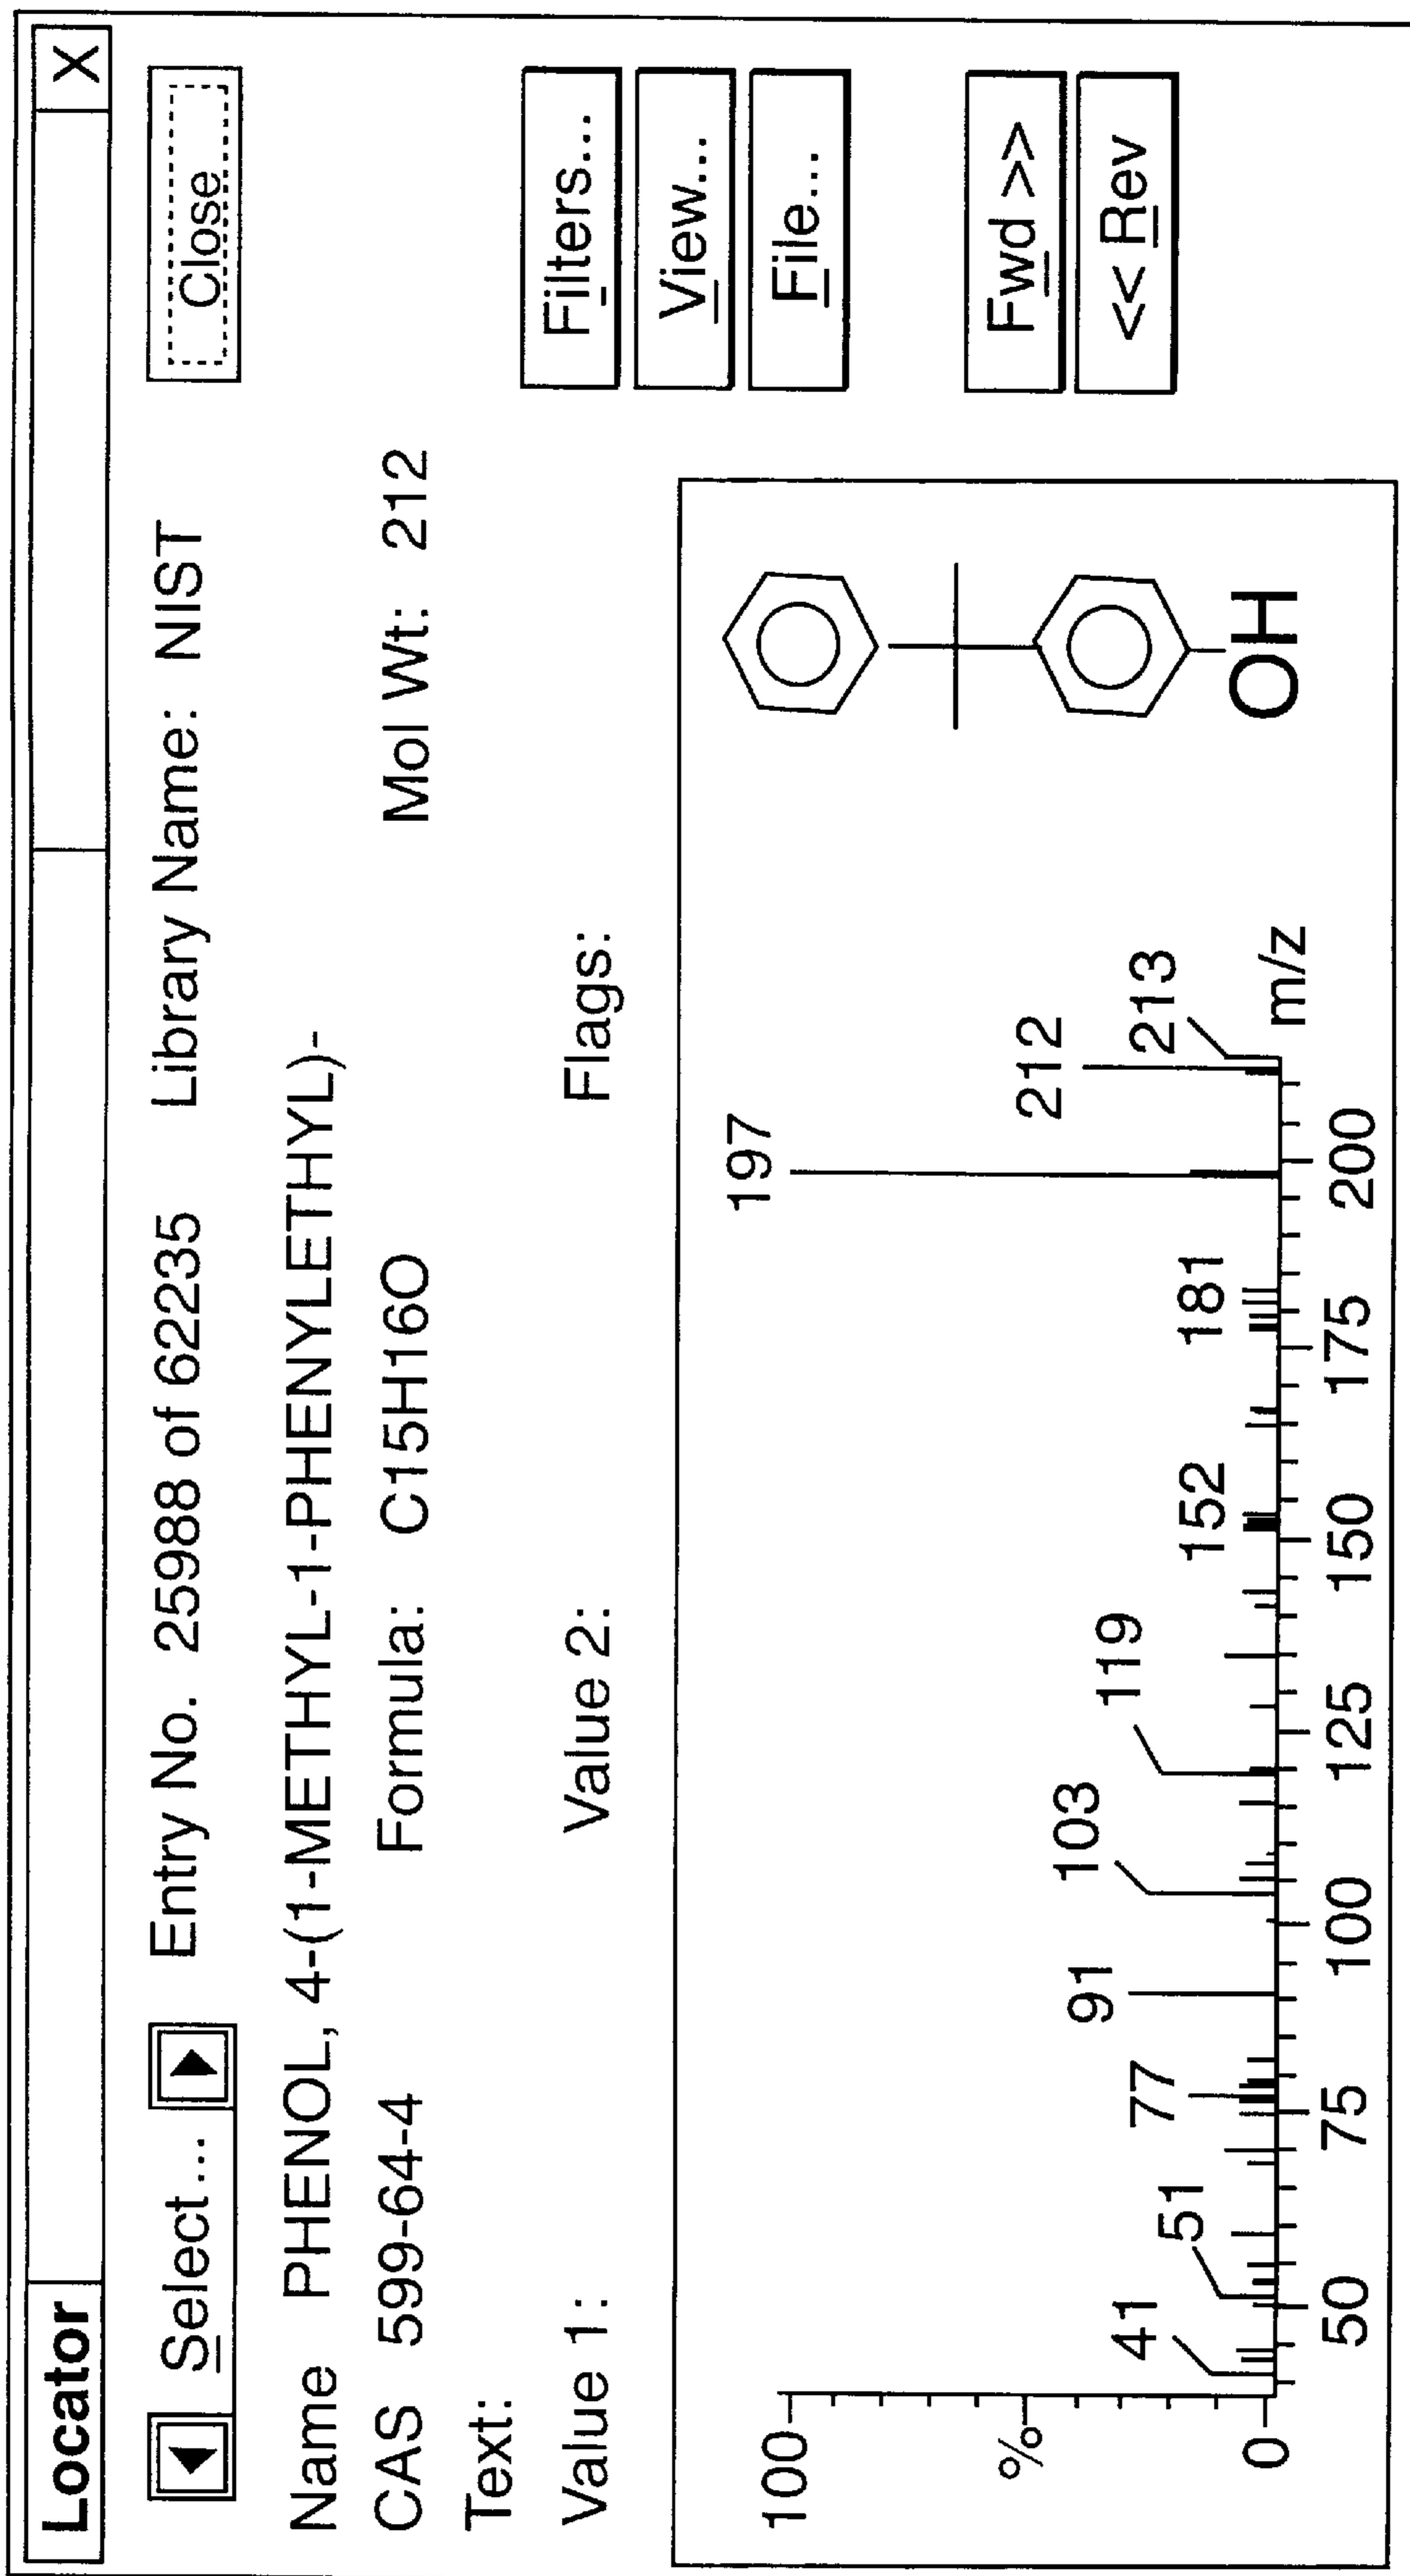 Locator X
Select... Entry No. 25988 of 62235 Library Name: NIST Close
Name PHENOL, 4-(1-METHYL-1-PHENYLETHYL)-
CAS 599-64-4 Formula: C15H16O Mol Wt: 212
Text:
Value 1: Value 2: Flags:
Filters...
View...
File...
Fwd >>
<< Rev
100
%
0
41
51
77
91
103
119
152
181
197
212
213
50 75 100 125 150 175 200 m/z
OH